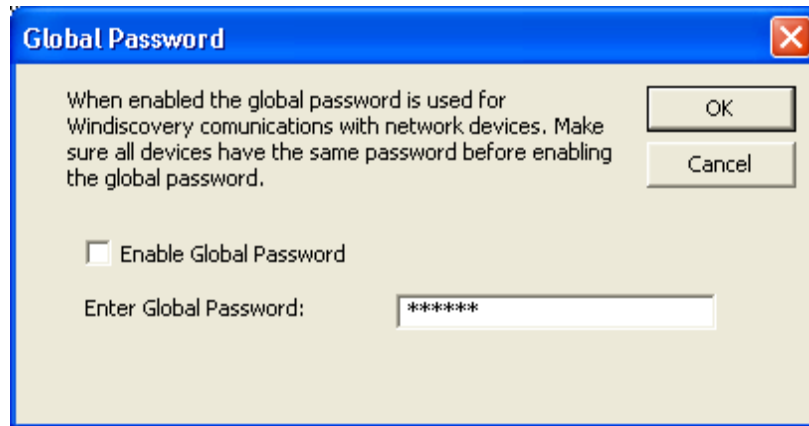 Global Password
When enabled the global password is used for
Windiscovery comunications with network devices. Make
sure all devices have the same password before enabling
the global password.
OK
Cancel
Enable Global Password
Enter Global Password:
******